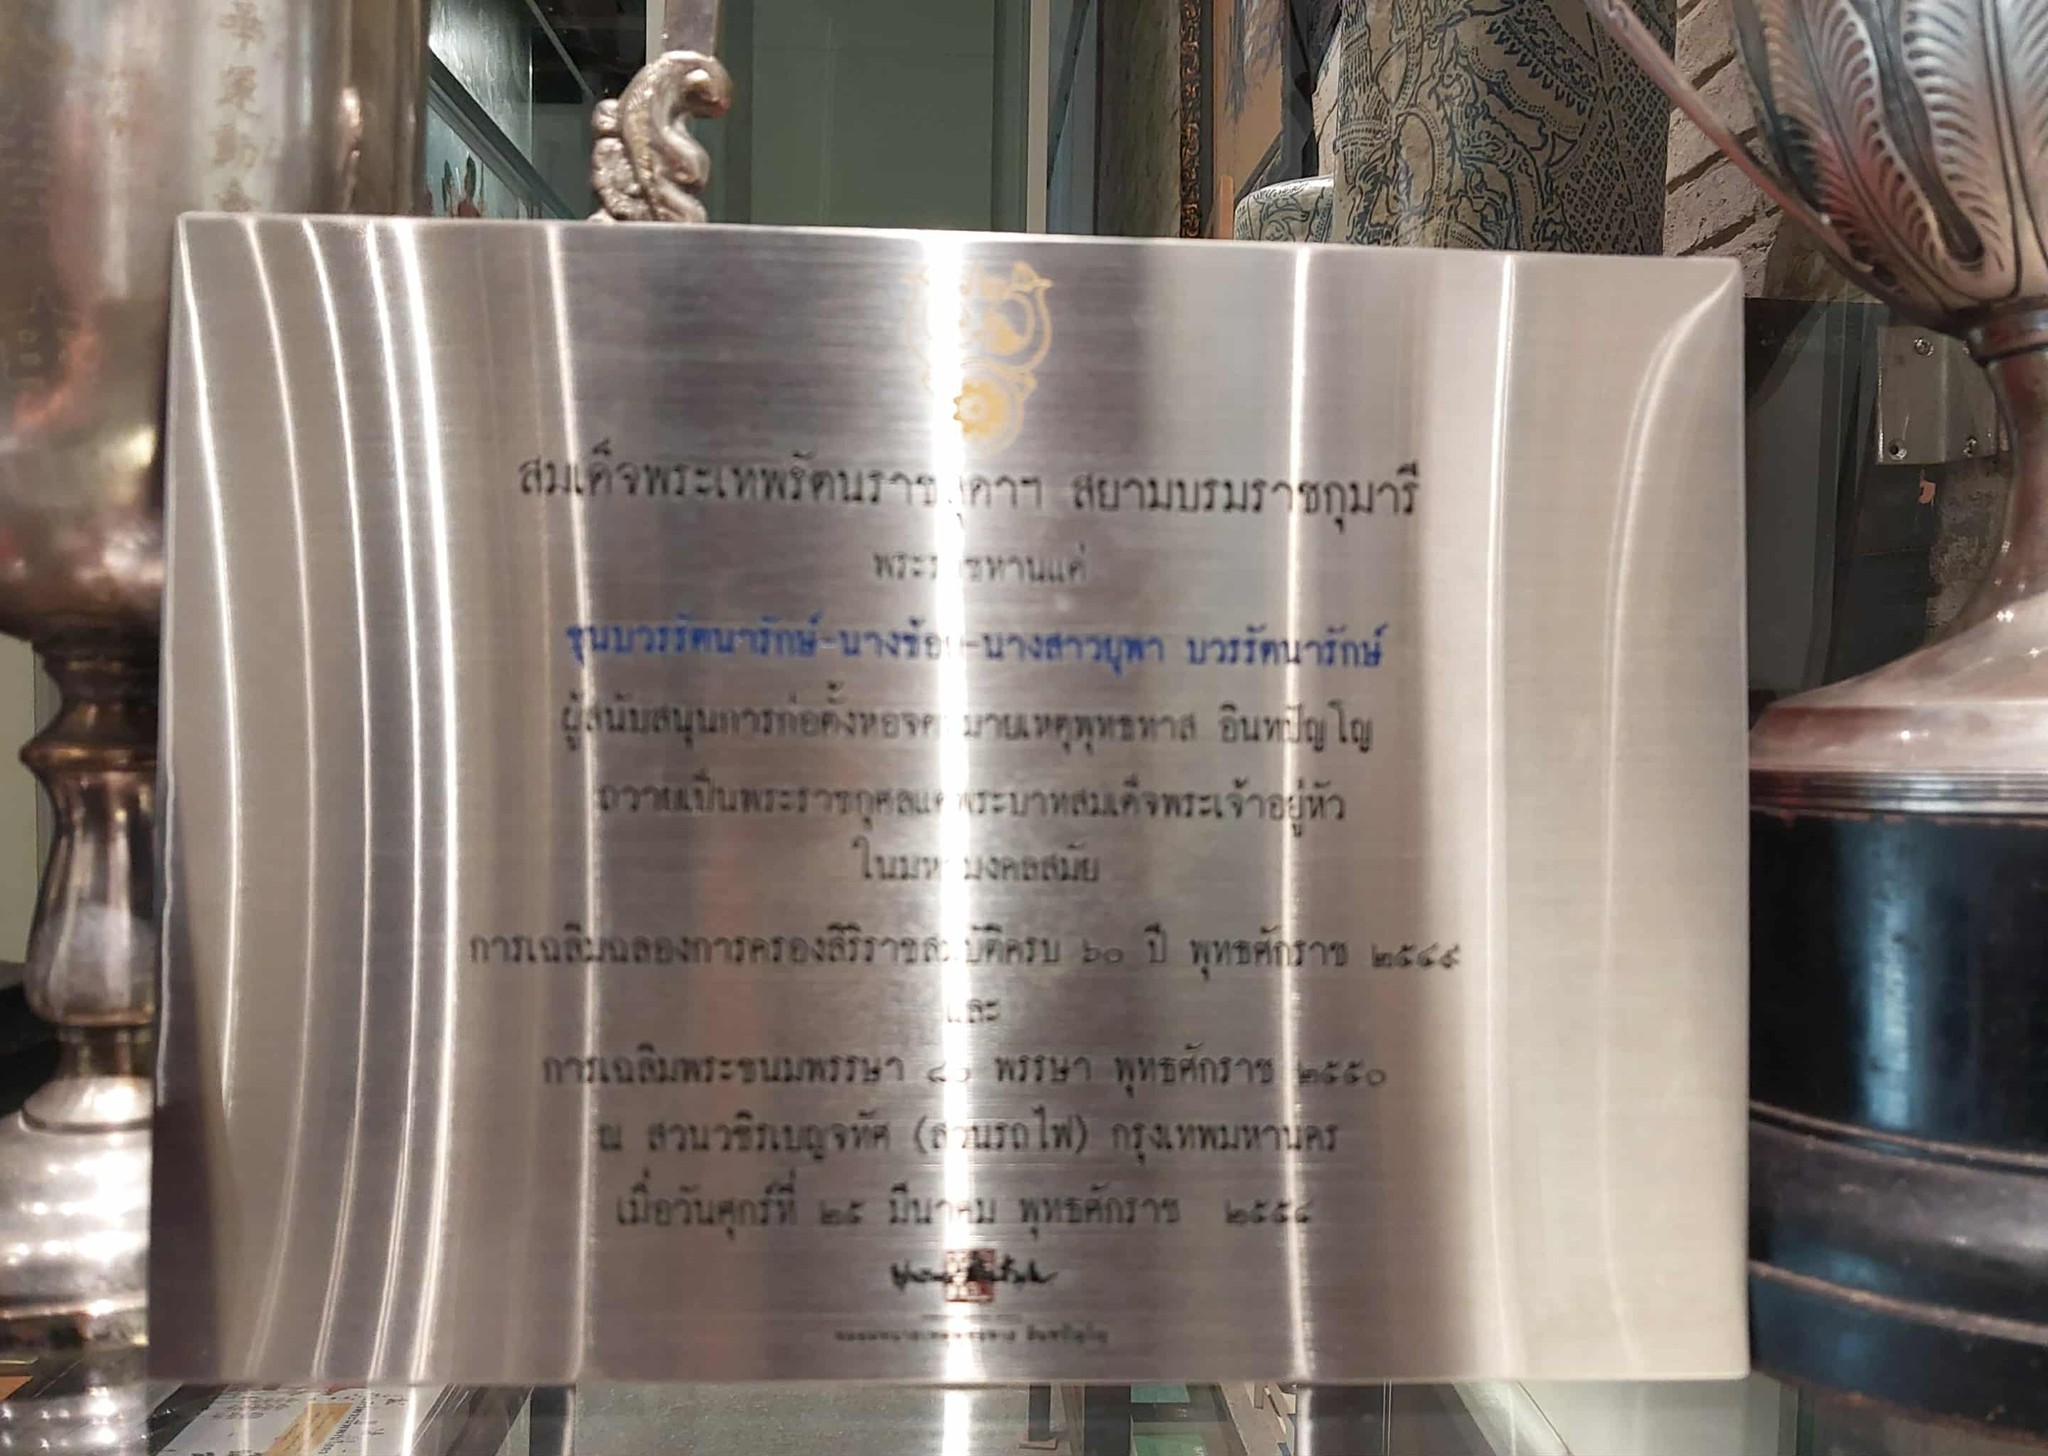 สมเด็จพระเทพรัตนราชสุดาฯ สยามบรมราชกุมารี
พระราชทานแด่
ขุนบวรรัตนารักษ์-นางช้อย-นางสาวยุพา บวรรัตนารักษ์
ผู้สนับสนุนการก่อตั้งหอจดหมายเหตุพุทธทาส อินทปัญโญ
ถวายเป็นพระราชกุศลแด่พระบาทสมเด็จพระเจ้าอยู่หัว
ในมหามงคลสมัย
การเฉลิมฉลองการครองสิริราชสมบัติครบ ๖๐ ปี พุทธศักราช ๒๕๔๙
และ
การเฉลิมพระชนมพรรษา ๘๐ พรรษา พุทธศักราช ๒๕๕๐
ณ สวนวชิรเบญจทัศ (สวนรถไฟ) กรุงเทพมหานคร
เมื่อวันศุกร์ที่ ๒๕ มีนาคม พุทธศักราช ๒๕๕๔